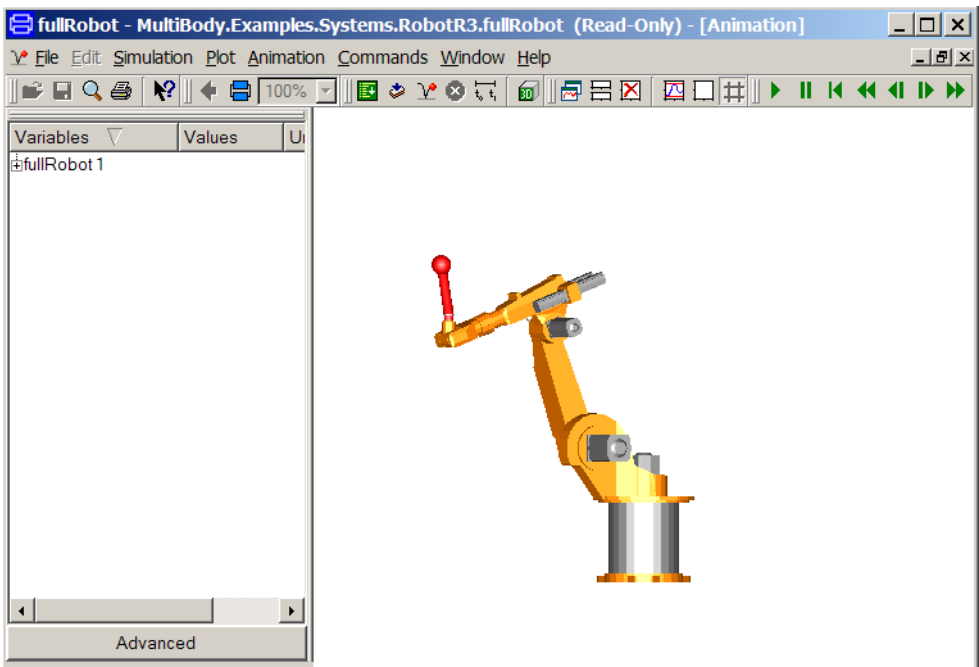 fullRobot - MultiBody.Examples.Systems.RobotR3.fullRobot (Read-Only) - [Animation]
File Edit Simulation Plot Animation Commands Window Help
100% 3D
Variables Values
fullRobot 1
Advanced